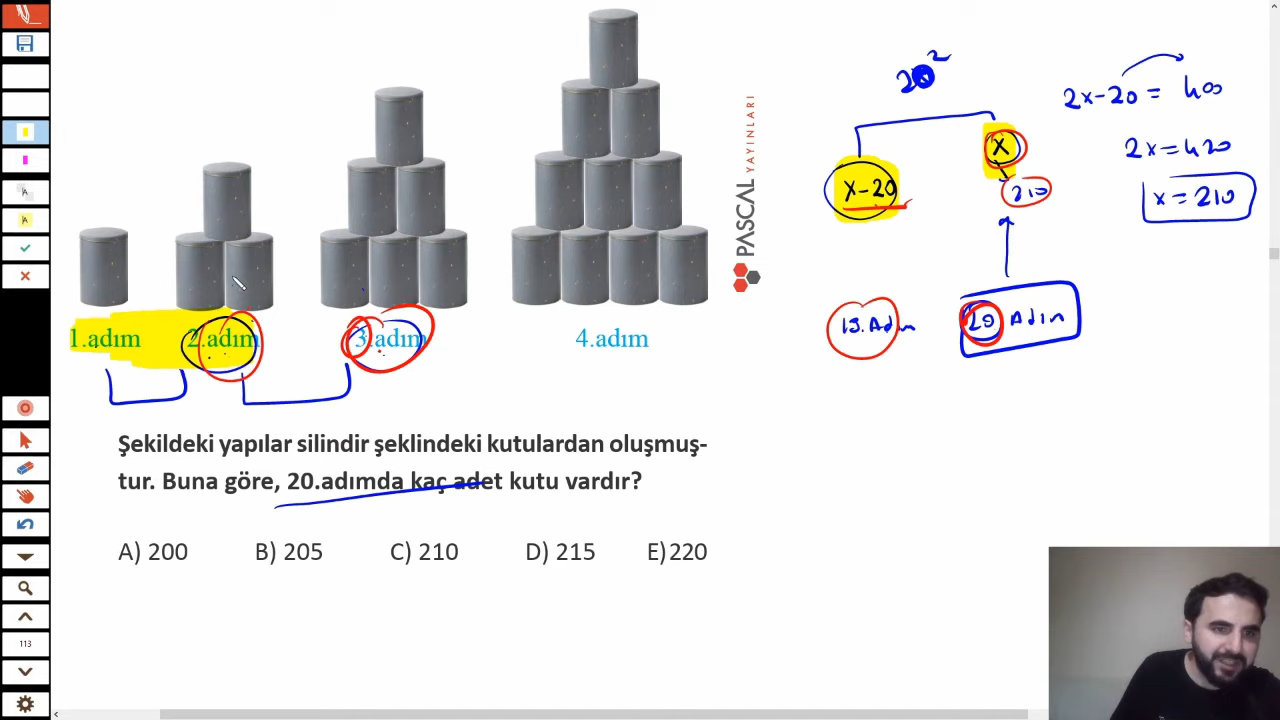 20²
2x-20 = 400
x
2x=420
x-20
210
x = 210
PASCAL YAYINLARI
19.Adım
20 Adım
1.adım
2.adım
3.adım
4.adım
Şekildeki yapılar silindir şeklindeki kutulardan oluşmuş-
tur. Buna göre, 20.adımda kaç adet kutu vardır?
A) 200
B) 205
C) 210
D) 215
E)220
A
A
113